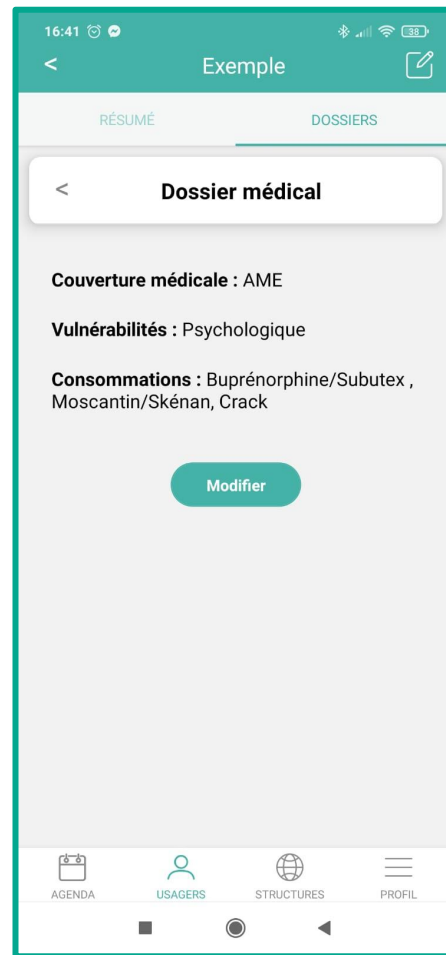 16:41
38
< Exemple
RÉSUMÉ DOSSIERS
< Dossier médical
Couverture médicale : AME
Vulnérabilités : Psychologique
Consommations : Buprénorphine/Subutex ,
Moscantin/Skénan, Crack
Modifier
AGENDA USAGERS STRUCTURES PROFIL